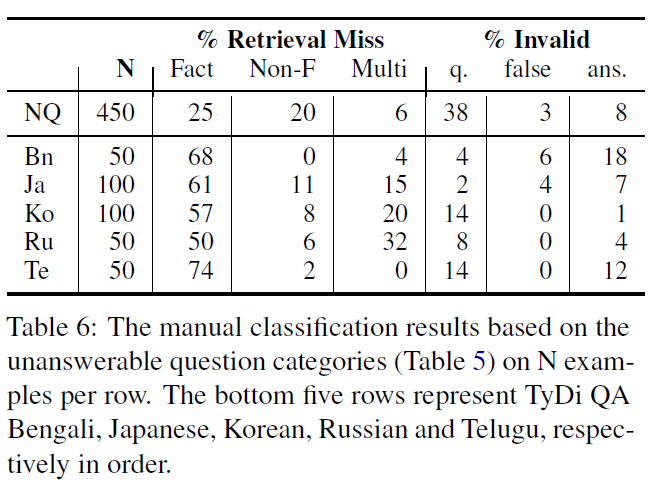 % Retrieval Miss % Invalid
N Fact Non-F Multi q. false ans.
NQ 450 25 20 6 38 3 8
Bn 50 68 0 4 4 6 18
Ja 100 61 11 15 2 4 7
Ko 100 57 8 20 14 0 1
Ru 50 50 6 32 8 0 4
Te 50 74 2 0 14 0 12
Table 6: The manual classification results based on the
unanswerable question categories (Table 5) on N exam-
ples per row. The bottom five rows represent TyDi QA
Bengali, Japanese, Korean, Russian and Telugu, respec-
tively in order.